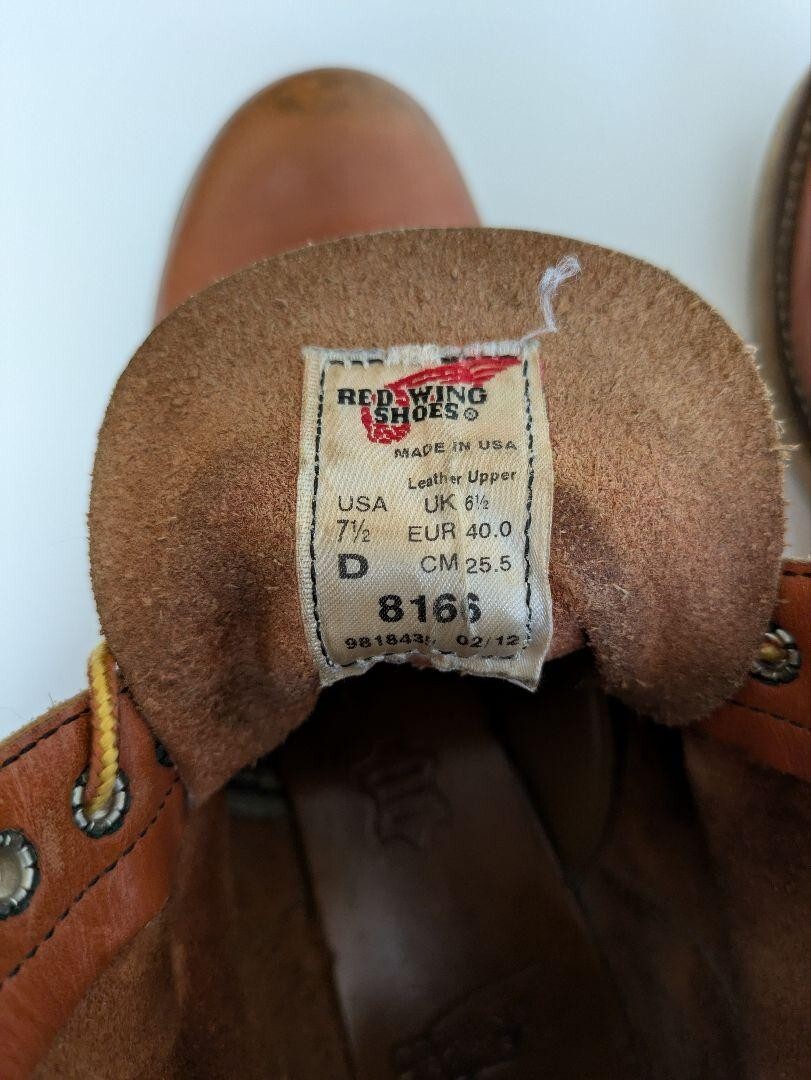 RED WING
SHOES®
MADE IN USA
Leather Upper
USA UK 6½
7½ EUR 40.0
D CM 25.5
8166
02/12